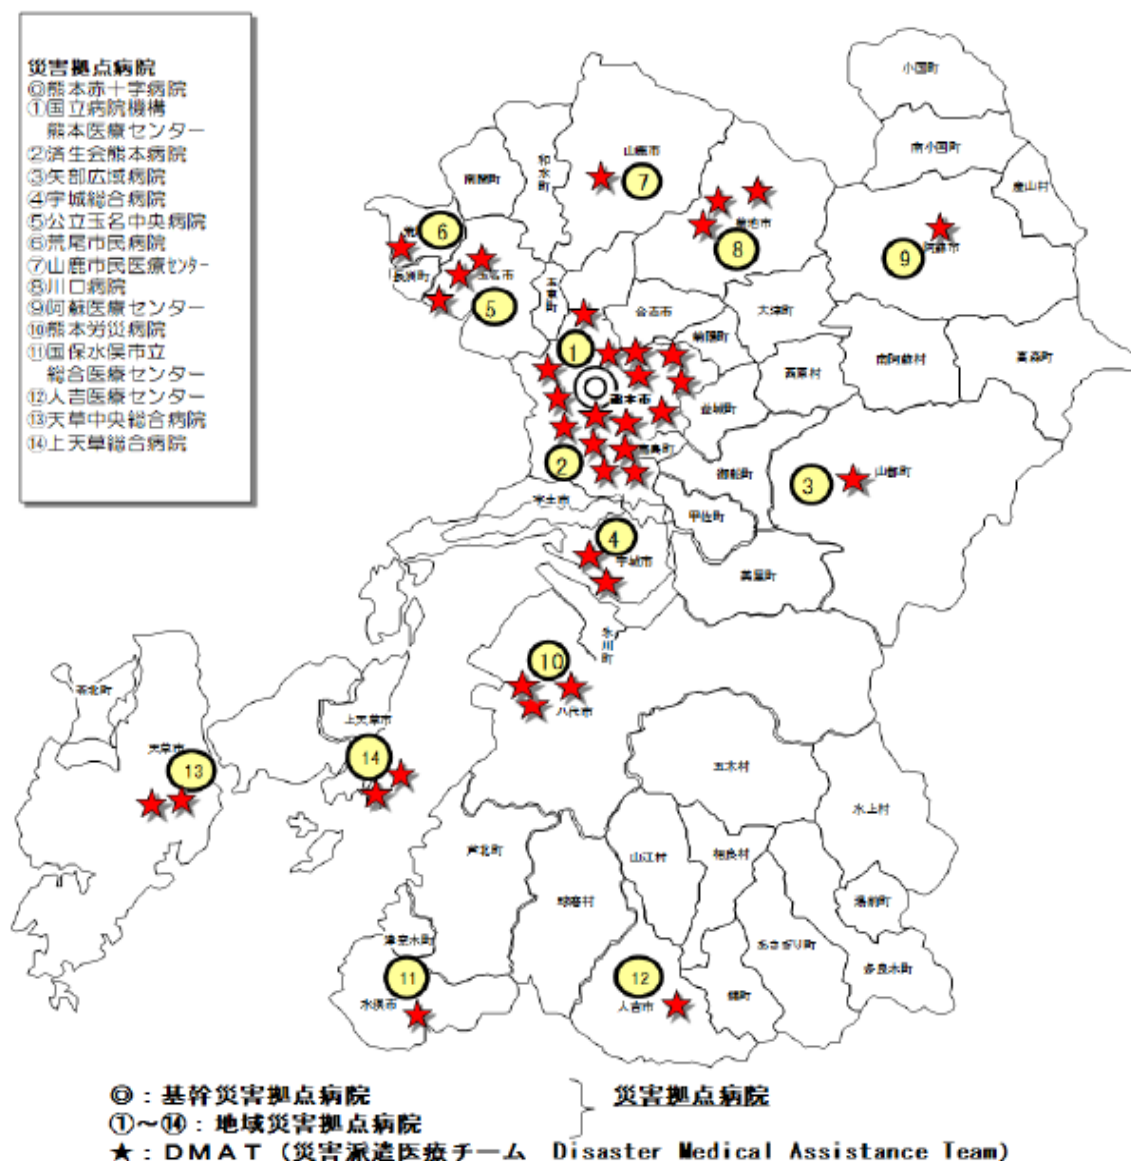 災害拠点病院
◎熊本赤十字病院
①国立病院機構
熊本医療センター
②済生会熊本病院
③矢部広域病院
④宇城総合病院
⑤公立玉名中央病院
⑥荒尾市民病院
⑦山鹿市民医療センター
⑧川口病院
⑨阿蘇医療センター
⑩熊本労災病院
⑪国保水俣市立
総合医療センター
⑫人吉医療センター
⑬天草中央総合病院
⑭上天草総合病院
小国町
南小国町
産山村
山鹿市
7
和水町
南関町
6
長洲町
玉名市
5
玉東町
菊池市
8
阿蘇市
9
合志市
大津町
菊陽町
西原村
南阿蘇村
高森町
1
熊本市
益城町
嘉島町
2
御船町
3
山都町
宇土市
甲佐町
4
宇城市
美里町
氷川町
10
八代市
苓北町
天草市
13
上天草市
14
五木村
水上村
芦北町
山江村
相良村
球磨村
湯前町
あさぎり町
多良木町
津奈木町
11
水俣市
12
人吉市
錦町
◎：基幹災害拠点病院
①～⑭：地域災害拠点病院
災害拠点病院
★：DMAT（災害派遣医療チーム Disaster Medical Assistance Team)